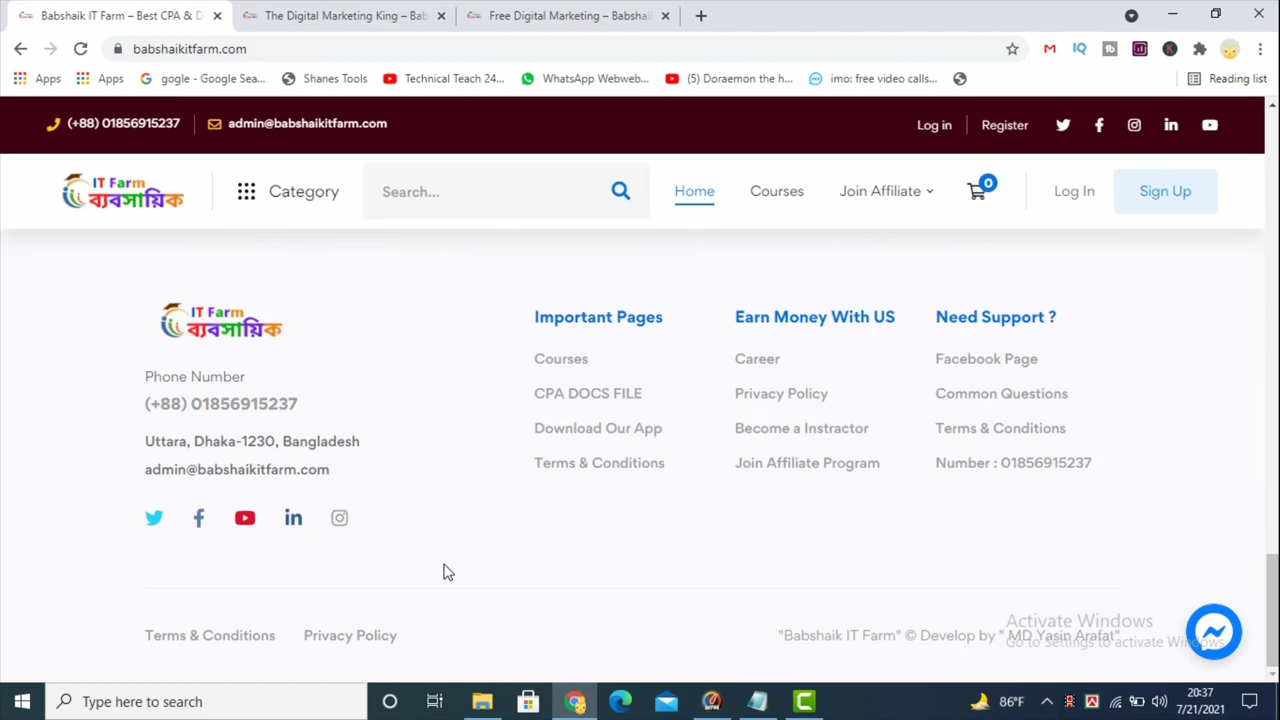 Babshaik IT Farm – Best CPA & D
The Digital Marketing King – Bab
Free Digital Marketing – Babshai
babshaikitfarm.com
Apps
Apps
gogle - Google Sea...
Shanes Tools
Technical Teach 24...
WhatsApp Webweb...
(5) Doraemon the h...
imo: free video calls...
Reading list
(+88) 01856915237
admin@babshaikitfarm.com
Log in
Register
IT Farm
ব্যবসায়িক
Category
Search...
Home
Courses
Join Affiliate
0
Log In
Sign Up
IT Farm
ব্যবসায়িক
Phone Number
(+88) 01856915237
Uttara, Dhaka-1230, Bangladesh
admin@babshaikitfarm.com
Important Pages
Courses
CPA DOCS FILE
Download Our App
Terms & Conditions
Earn Money With US
Career
Privacy Policy
Become a Instractor
Join Affiliate Program
Need Support ?
Facebook Page
Common Questions
Terms & Conditions
Number : 01856915237
Terms & Conditions
Privacy Policy
"Babshaik IT Farm" © Develop by " MD Yasin Arafat"
Activate Windows
Go to Settings to activate Windows.
Type here to search
86°F
20:37
7/21/2021